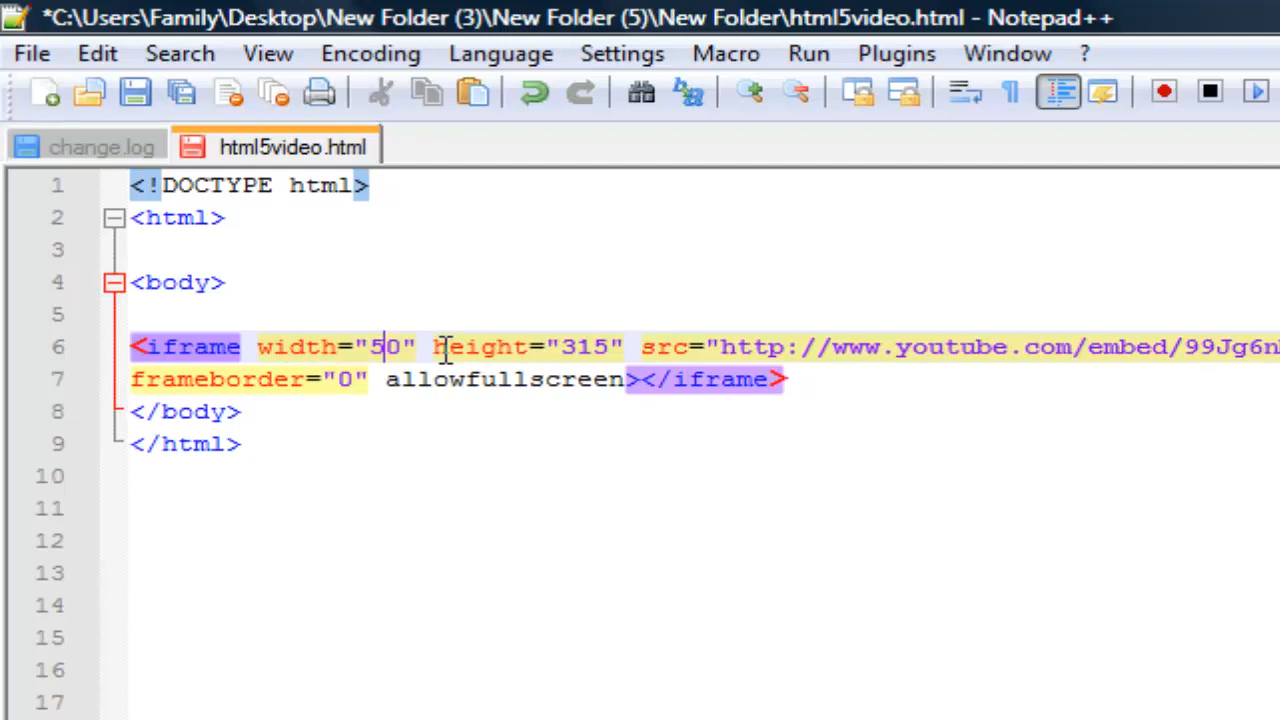 *C:\Users\Family\Desktop\New Folder (3)\New Folder (5)\New Folder\html5video.html - Notepad++
File Edit Search View Encoding Language Settings Macro Run Plugins Window ?
change.log html5video.html
1 <!DOCTYPE html>
2 <html>
3
4 <body>
5
6 <iframe width="50" height="315" src="http://www.youtube.com/embed/99Jg6n
7 frameborder="0" allowfullscreen></iframe>
8 </body>
9 </html>
10
11
12
13
14
15
16
17